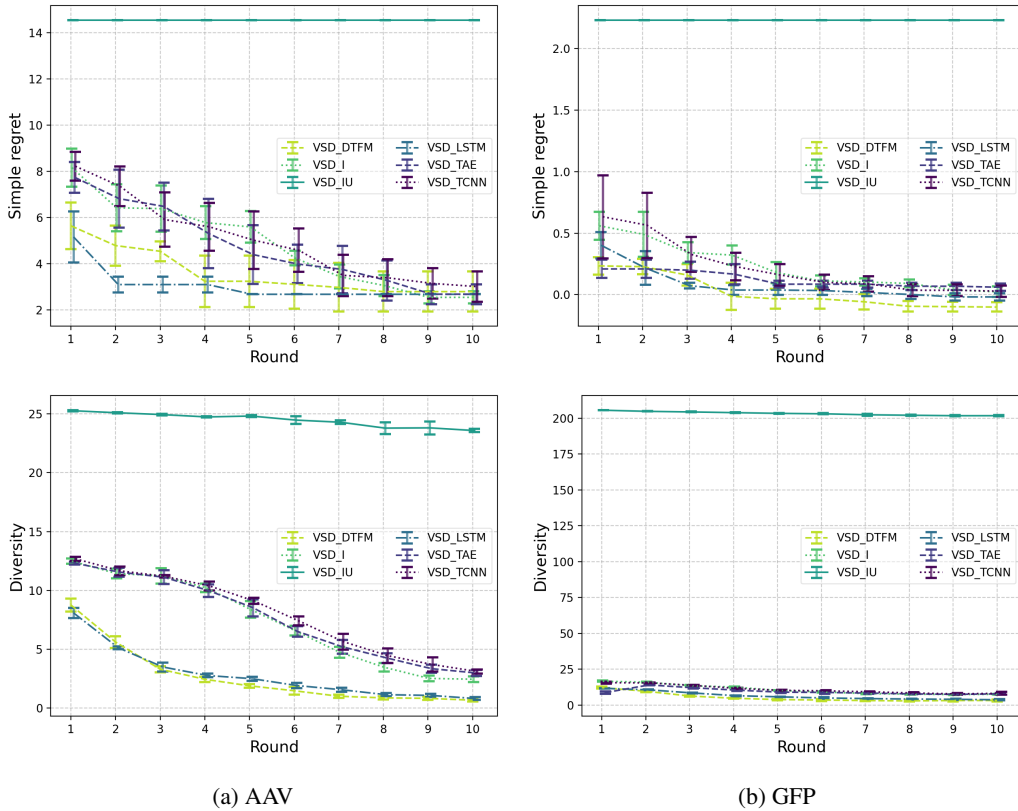 14
12
10
8
6
4
2
Simple regret
VSD_DTFM
VSD_I
VSD_IU
VSD_LSTM
VSD_TAE
VSD_TCNN
1 2 3 4 5 6 7 8 9 10
Round
2.0
1.5
1.0
0.5
0.0
Simple regret
VSD_DTFM
VSD_I
VSD_IU
VSD_LSTM
VSD_TAE
VSD_TCNN
1 2 3 4 5 6 7 8 9 10
Round
25
20
15
10
5
0
Diversity
VSD_DTFM
VSD_I
VSD_IU
VSD_LSTM
VSD_TAE
VSD_TCNN
1 2 3 4 5 6 7 8 9 10
Round
200
175
150
125
100
75
50
25
0
Diversity
VSD_DTFM
VSD_I
VSD_IU
VSD_LSTM
VSD_TAE
VSD_TCNN
1 2 3 4 5 6 7 8 9 10
Round
(a) AAV
(b) GFP